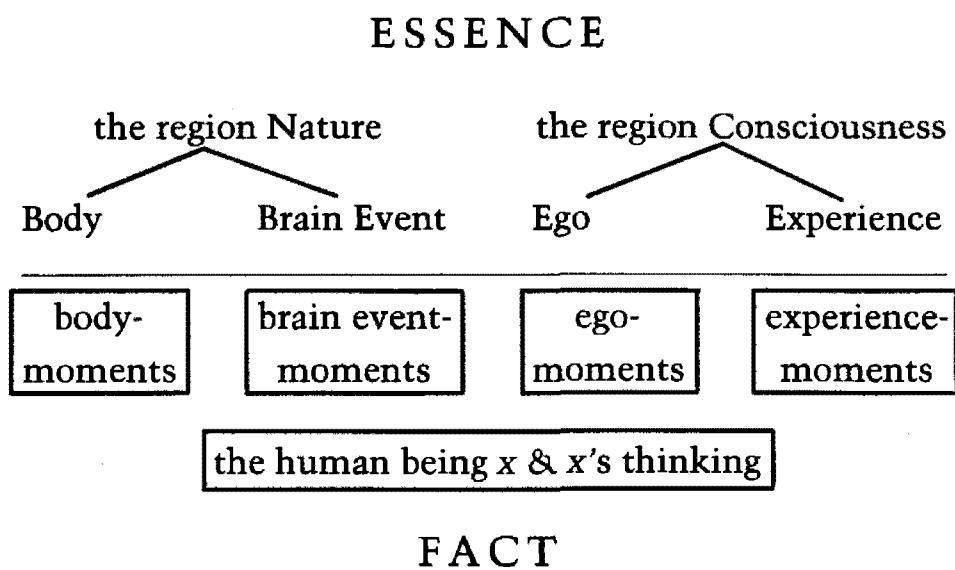 ESSENCE
the region Nature the region Consciousness
Body Brain Event Ego Experience
body- brain event- ego- experience-
moments moments moments moments
the human being x & x's thinking
FACT